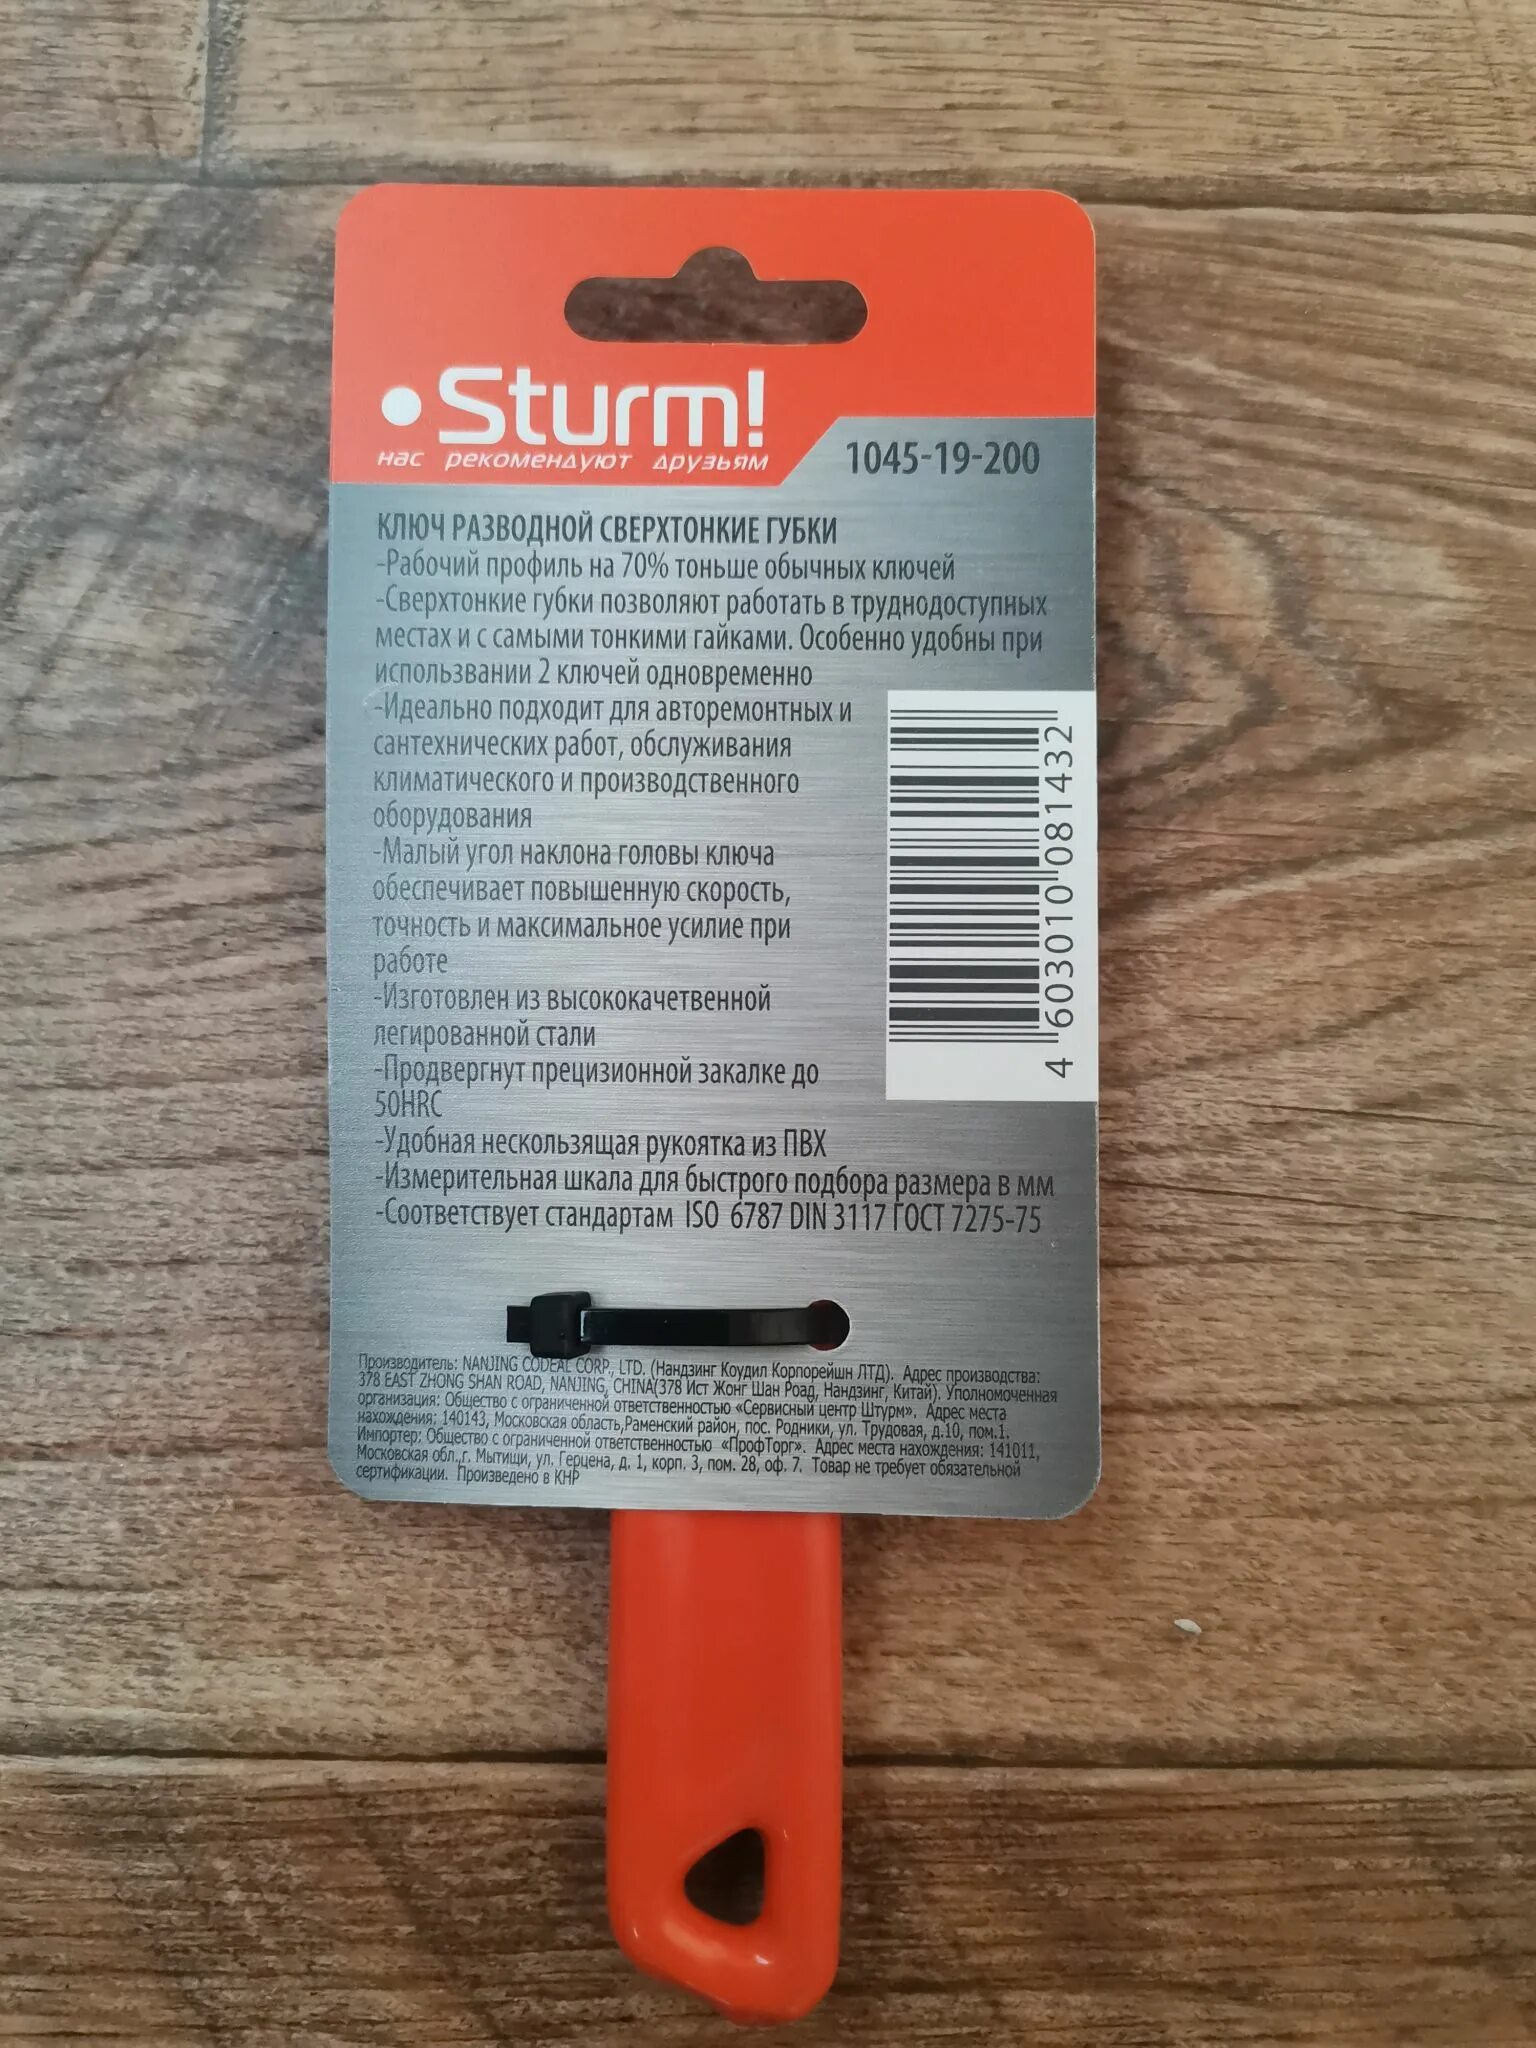 Sturm!
нас рекомендуют друзьям
1045-19-200
КЛЮЧ РАЗВОДНОЙ СВЕРХТОНКИЕ ГУБКИ
-Рабочий профиль на 70% тоньше обычных ключей
-Сверхтонкие губки позволяют работать в труднодоступных
местах и с самыми тонкими гайками. Особенно удобны при
использвании 2 ключей одновременно
-Идеально подходит для авторемонтных и
сантехнических работ, обслуживания
климатического и производственного
оборудования
-Малый угол наклона головы ключа
обеспечивает повышенную скорость,
точность и максимальное усилие при
работе
-Изготовлен из высококачетвенной
легированной стали
-Продвергнут прецизионной закалке до
50HRC
-Удобная нескользящая рукоятка из ПВХ
-Измерительная шкала для быстрого подбора размера в мм
-Соответствует стандартам ISO 6787 DIN 3117 ГОСТ 7275-75
4 603010 081432
Производитель: NANJING CODEAL CORP., LTD. (Нандзинг Коудил Корпорейшн ЛТД). Адрес производства:
378 EAST ZHONG SHAN ROAD, NANJING, CHINA(378 Ист Жонг Шан Роад, Нандзинг, Китай). Уполномоченная
организация: Общество с ограниченной ответственностью «Сервисный центр Штурм». Адрес места
нахождения: 140143, Московская область,Раменский район, пос. Родники, ул. Трудовая, д.10, пом.1.
Импортер: Общество с ограниченной ответственностью «ПрофТорг». Адрес места нахождения: 141011,
Московская обл.,г. Мытищи, ул. Герцена, д. 1, корп. 3, пом. 28, оф. 7. Товар не требует обязательной
сертификации. Произведено в КНР